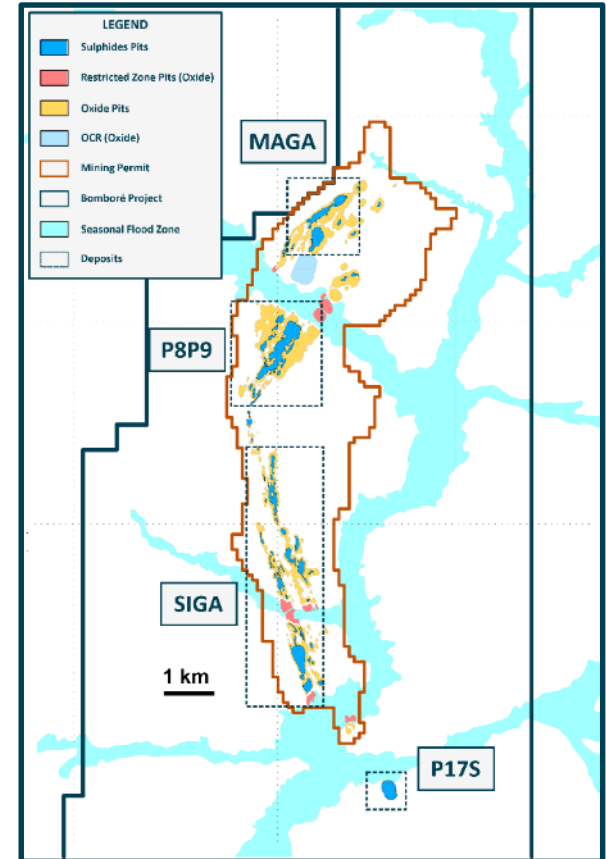 LEGEND
Sulphides Pits
Restricted Zone Pits (Oxide)
Oxide Pits
OCR (Oxide)
Mining Permit
Bomboré Project
Seasonal Flood Zone
Deposits
MAGA
P8P9
SIGA
1 km
P17S